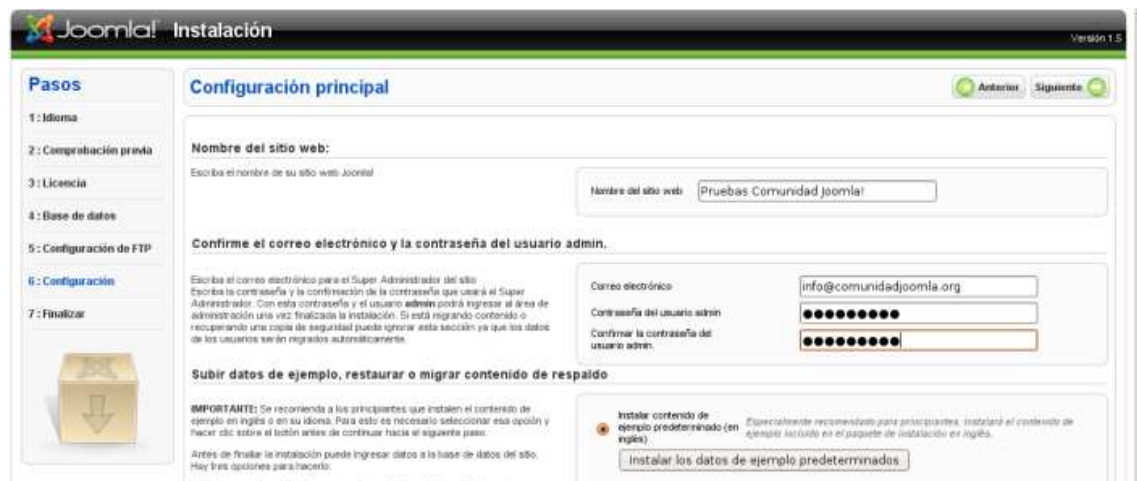 Joomla! Instalación
Versión 1.5
Pasos
1 : Idioma
2 : Comprobación previa
3 : Licencia
4 : Base de datos
5 : Configuración de FTP
6 : Configuración
7 : Finalizar
Configuración principal
Anterior
Siguiente
Nombre del sitio web:
Escriba el nombre de su sitio web Joomla!
Nombre del sitio web
Pruebas Comunidad Joomla!
Confirme el correo electrónico y la contraseña del usuario admin.
Escriba el correo electrónico para el Super Administrador del sitio
Escriba la contraseña y la confirmación de la contraseña que usará el Super
Administrador. Con esta contraseña y el usuario admin podrá ingresar al área de
administración una vez finalizada la instalación. Si está migrando contenido o
recuperando una copia de seguridad puede ignorar esta sección ya que los datos
de los usuarios serán migrados automáticamente.
Correo electrónico
info@comunidadjoomla.org
Contraseña del usuario admin
Confirmar la contraseña del
usuario admin.
Subir datos de ejemplo, restaurar o migrar contenido de respaldo
IMPORTANTE: Se recomienda a los principiantes que instalen el contenido de
ejemplo en inglés o en su idioma. Para esto es necesario seleccionar esa opción y
hacer clic sobre el botón antes de continuar hacia el siguiente paso.
Antes de finalizar la instalación puede ingresar datos a la base de datos del sitio.
Hay tres opciones para hacerlo:
Instalar contenido de
ejemplo predeterminado (en
inglés)
Especialmente recomendado para principiantes, instalará el contenido de
ejemplo incluido en el paquete de instalación en inglés.
Instalar los datos de ejemplo predeterminados